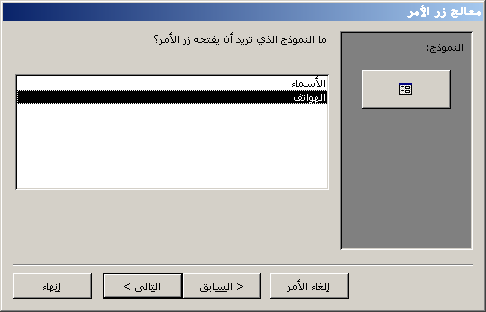 معالج زر الأمر
النموذج:
ما النموذج الذي تريد أن يفتحه زر الأمر؟
الأسماء
الهواتف
إلغاء الأمر
< السابق
التالي >
إنهاء